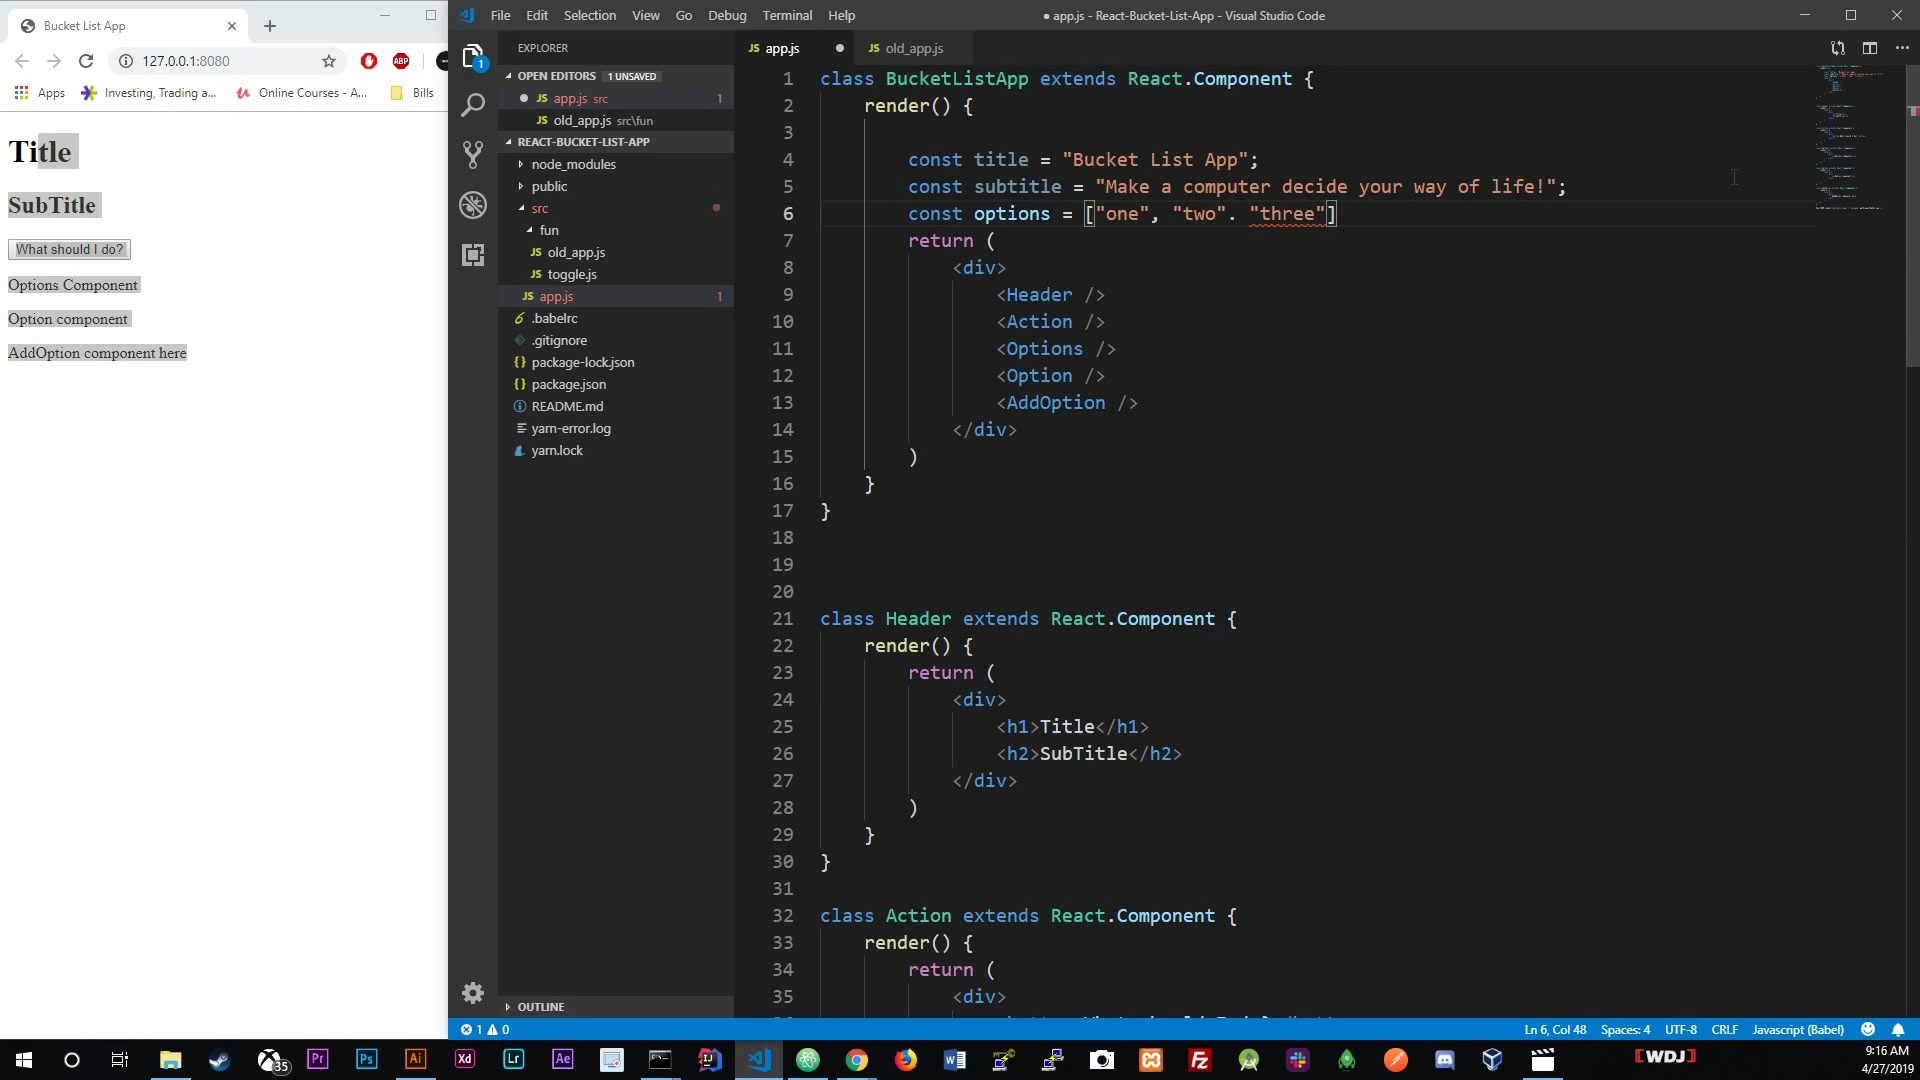 Bucket List App
127.0.0.1:8080
ABP
Apps
Investing, Trading a...
Online Courses - A...
Bills
Title
SubTitle
What should I do?
Options Component
Option component
AddOption component here
File Edit Selection View Go Debug Terminal Help
● app.js - React-Bucket-List-App - Visual Studio Code
1
EXPLORER
OPEN EDITORS 1 UNSAVED
JS app.js src 1
JS old_app.js src\fun
REACT-BUCKET-LIST-APP
node_modules
public
src
fun
JS old_app.js
JS toggle.js
JS app.js 1
.babelrc
.gitignore
{} package-lock.json
{} package.json
README.md
yarn-error.log
yarn.lock
OUTLINE
JS app.js
JS old_app.js
1 class BucketListApp extends React.Component {
2 render() {
3
4 const title = "Bucket List App";
5 const subtitle = "Make a computer decide your way of life!";
6 const options = ["one", "two". "three"]
7 return (
8 <div>
9 <Header />
10 <Action />
11 <Options />
12 <Option />
13 <AddOption />
14 </div>
15 )
16 }
17 }
18
19
20
21 class Header extends React.Component {
22 render() {
23 return (
24 <div>
25 <h1>Title</h1>
26 <h2>SubTitle</h2>
27 </div>
28 )
29 }
30 }
31
32 class Action extends React.Component {
33 render() {
34 return (
35 <div>
1 0
Ln 6, Col 48 Spaces: 4 UTF-8 CRLF Javascript (Babel)
35 Pr Ps Ai Xd Lr Ae
[WDJ]
9:16 AM
4/27/2019